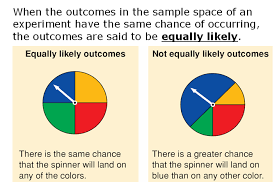 When the outcomes in the sample space of an
experiment have the same chance of occurring,
the outcomes are said to be equally likely.
Equally likely outcomes
Not equally likely outcomes
There is the same chance
that the spinner will land on
any of the colors.
There is a greater chance
that the spinner will land on
blue than on any other color.